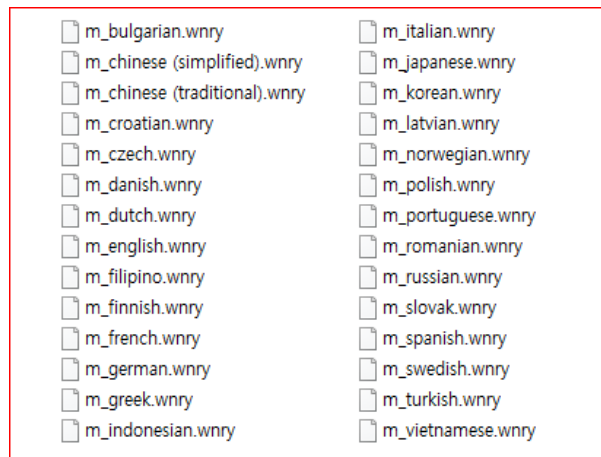 m_bulgarian.wnry
m_chinese (simplified).wnry
m_chinese (traditional).wnry
m_croatian.wnry
m_czech.wnry
m_danish.wnry
m_dutch.wnry
m_english.wnry
m_filipino.wnry
m_finnish.wnry
m_french.wnry
m_german.wnry
m_greek.wnry
m_indonesian.wnry
m_italian.wnry
m_japanese.wnry
m_korean.wnry
m_latvian.wnry
m_norwegian.wnry
m_polish.wnry
m_portuguese.wnry
m_romanian.wnry
m_russian.wnry
m_slovak.wnry
m_spanish.wnry
m_swedish.wnry
m_turkish.wnry
m_vietnamese.wnry